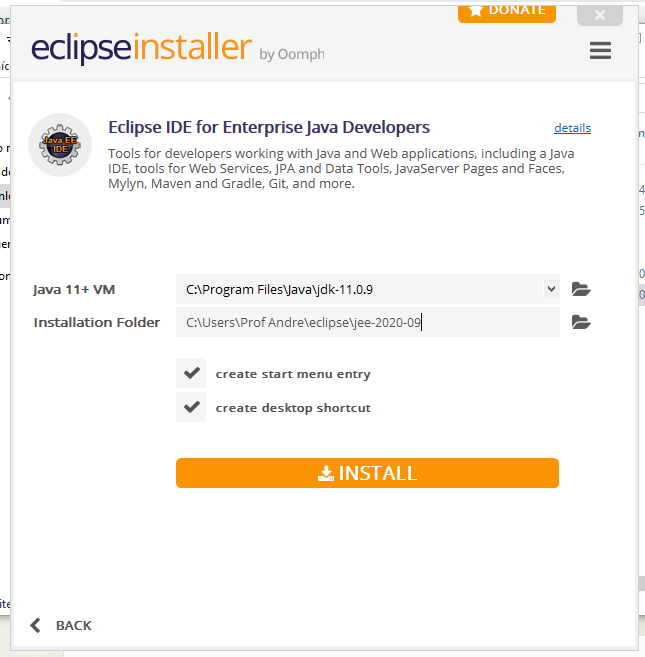 DONATE
eclipseinstaller by Oomph
Java EE
IDE
Eclipse IDE for Enterprise Java Developers
details
Tools for developers working with Java and Web applications, including a Java
IDE, tools for Web Services, JPA and Data Tools, JavaServer Pages and Faces,
Mylyn, Maven and Gradle, Git, and more.
Java 11+ VM
C:\Program Files\Java\jdk-11.0.9
Installation Folder
C:\Users\Prof Andre\eclipse\jee-2020-09
create start menu entry
create desktop shortcut
INSTALL
BACK